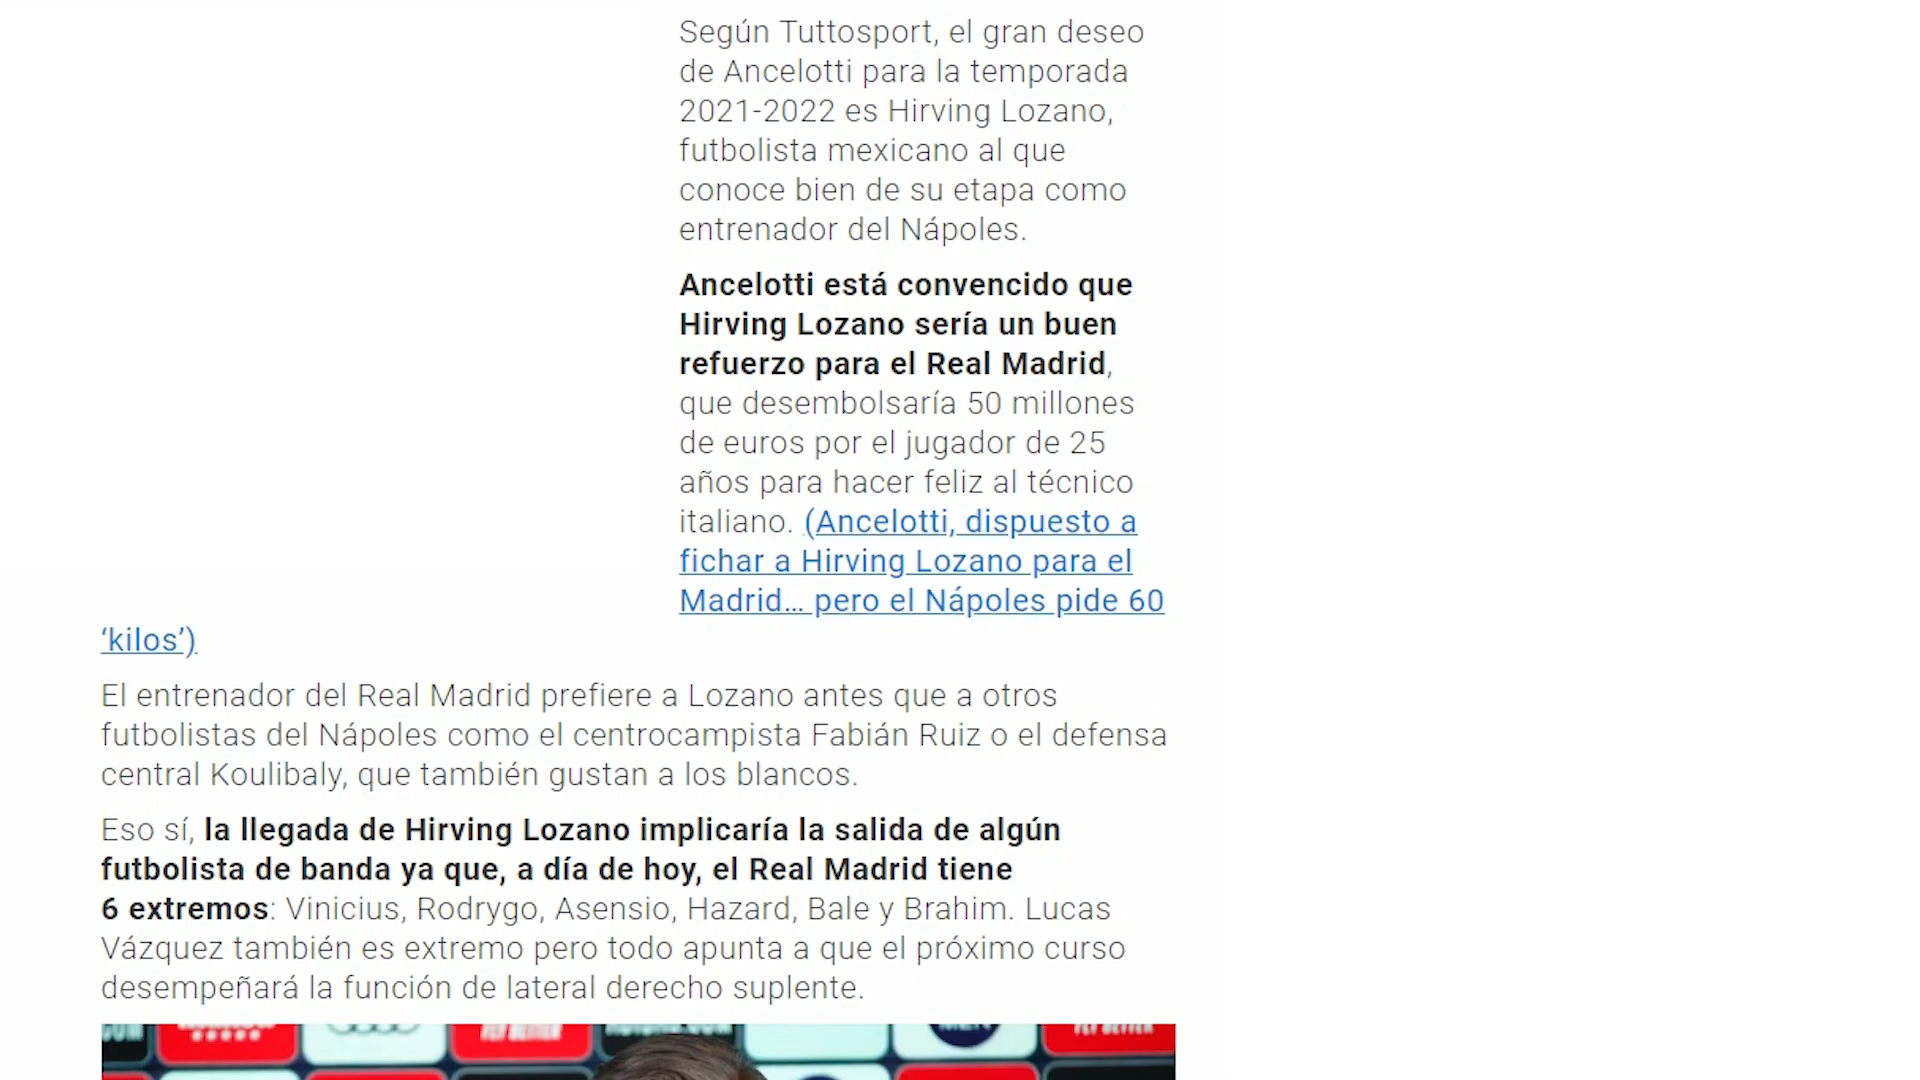 Según Tuttosport, el gran deseo
de Ancelotti para la temporada
2021-2022 es Hirving Lozano,
futbolista mexicano al que
conoce bien de su etapa como
entrenador del Nápoles.
Ancelotti está convencido que
Hirving Lozano sería un buen
refuerzo para el Real Madrid,
que desembolsaría 50 millones
de euros por el jugador de 25
años para hacer feliz al técnico
italiano. (Ancelotti, dispuesto a
fichar a Hirving Lozano para el
Madrid... pero el Nápoles pide 60
‘kilos’)
El entrenador del Real Madrid prefiere a Lozano antes que a otros
futbolistas del Nápoles como el centrocampista Fabián Ruiz o el defensa
central Koulibaly, que también gustan a los blancos.
Eso sí, la llegada de Hirving Lozano implicaría la salida de algún
futbolista de banda ya que, a día de hoy, el Real Madrid tiene
6 extremos: Vinicius, Rodrygo, Asensio, Hazard, Bale y Brahim. Lucas
Vázquez también es extremo pero todo apunta a que el próximo curso
desempeñará la función de lateral derecho suplente.
FLY BETTER
FLY BETTER